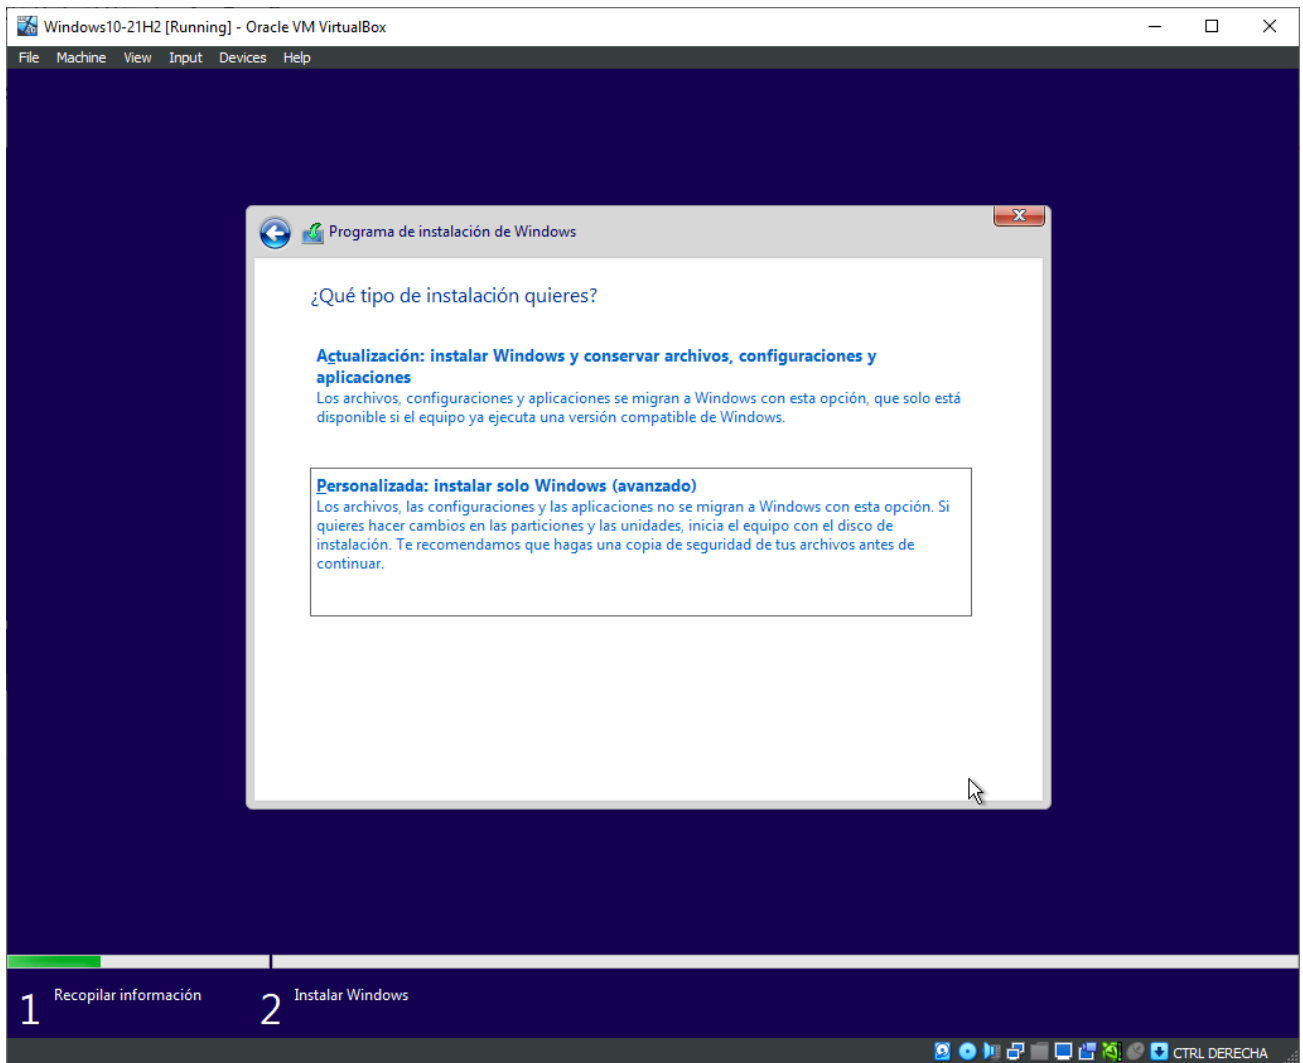 Windows10-21H2 [Running] - Oracle VM VirtualBox
File Machine View Input Devices Help
Programa de instalación de Windows
¿Qué tipo de instalación quieres?
Actualización: instalar Windows y conservar archivos, configuraciones y
aplicaciones
Los archivos, configuraciones y aplicaciones se migran a Windows con esta opción, que solo está
disponible si el equipo ya ejecuta una versión compatible de Windows.
Personalizada: instalar solo Windows (avanzado)
Los archivos, las configuraciones y las aplicaciones no se migran a Windows con esta opción. Si
quieres hacer cambios en las particiones y las unidades, inicia el equipo con el disco de
instalación. Te recomendamos que hagas una copia de seguridad de tus archivos antes de
continuar.
1 Recopilar información 2 Instalar Windows
CTRL DERECHA